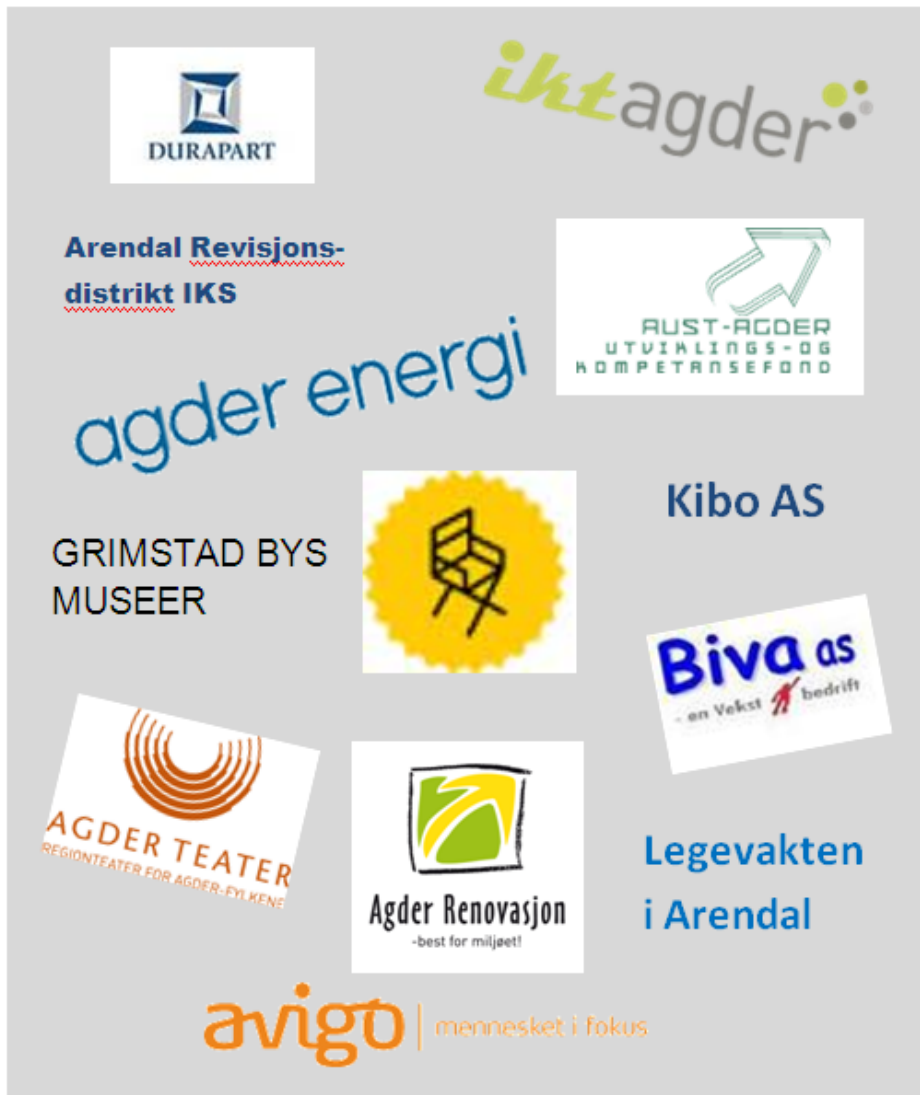 DURAPART
iktagder
Arendal Revisjons-
distrikt IKS
AUST-AGDER
UTVIKLINGS-OG
KOMPETANSEFOND
agder energi
Kibo AS
GRIMSTAD BYS
MUSEER
Biva as
- en Vekst bedrift
AGDER TEATER
REGIONTEATER FOR AGDER-FYLKENE
Agder Renovasjon
-best for miljøet!
Legevakten
i Arendal
avigo | mennesket i fokus